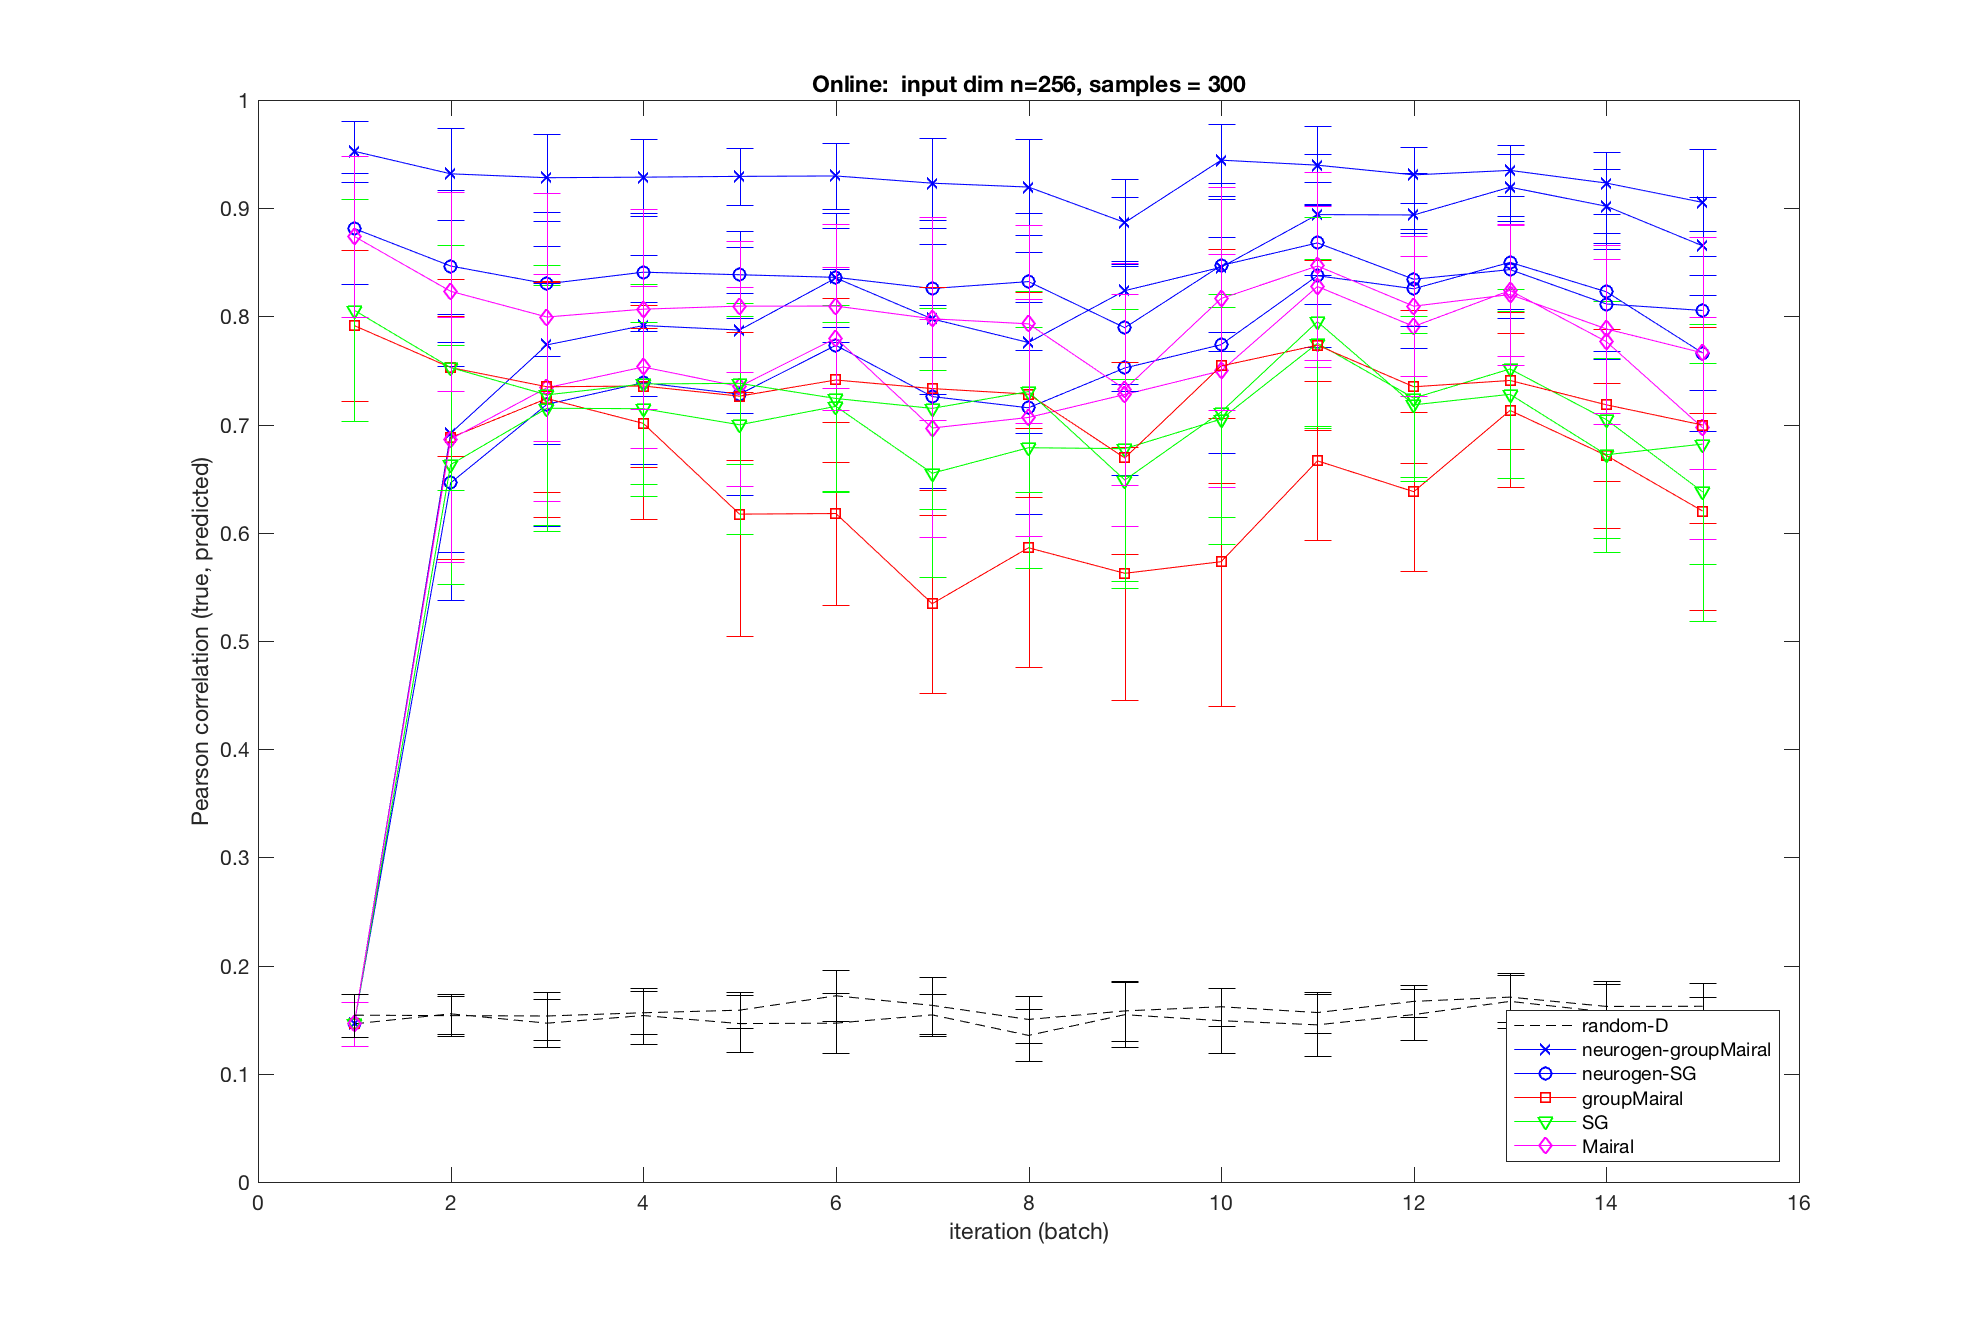 Online:  input dim n=256, samples = 300
Pearson correlation (true, predicted)
1
0.9
0.8
0.7
0.6
0.5
0.4
0.3
0.2
0.1
0
0 2 4 6 8 10 12 14 16
iteration (batch)
random-D
neurogen-groupMairal
neurogen-SG
groupMairal
SG
Mairal